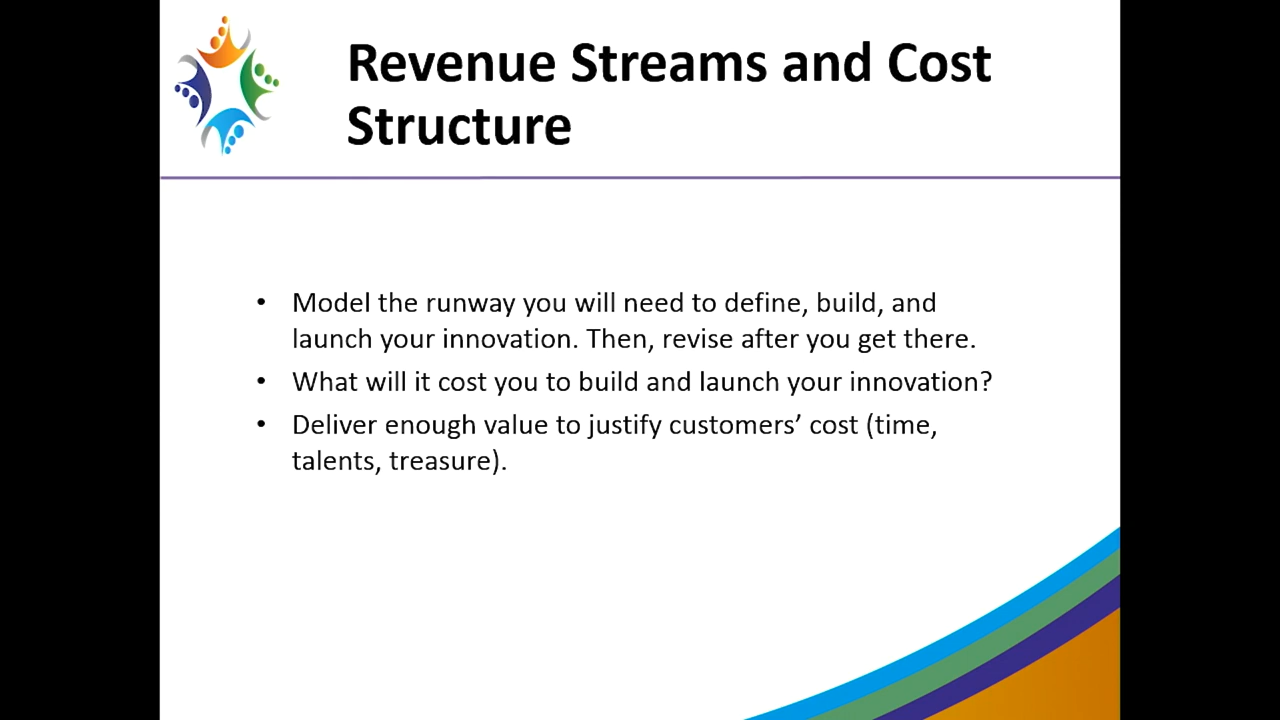 Revenue Streams and Cost
Structure
• Model the runway you will need to define, build, and
launch your innovation. Then, revise after you get there.
• What will it cost you to build and launch your innovation?
• Deliver enough value to justify customers’ cost (time,
talents, treasure).